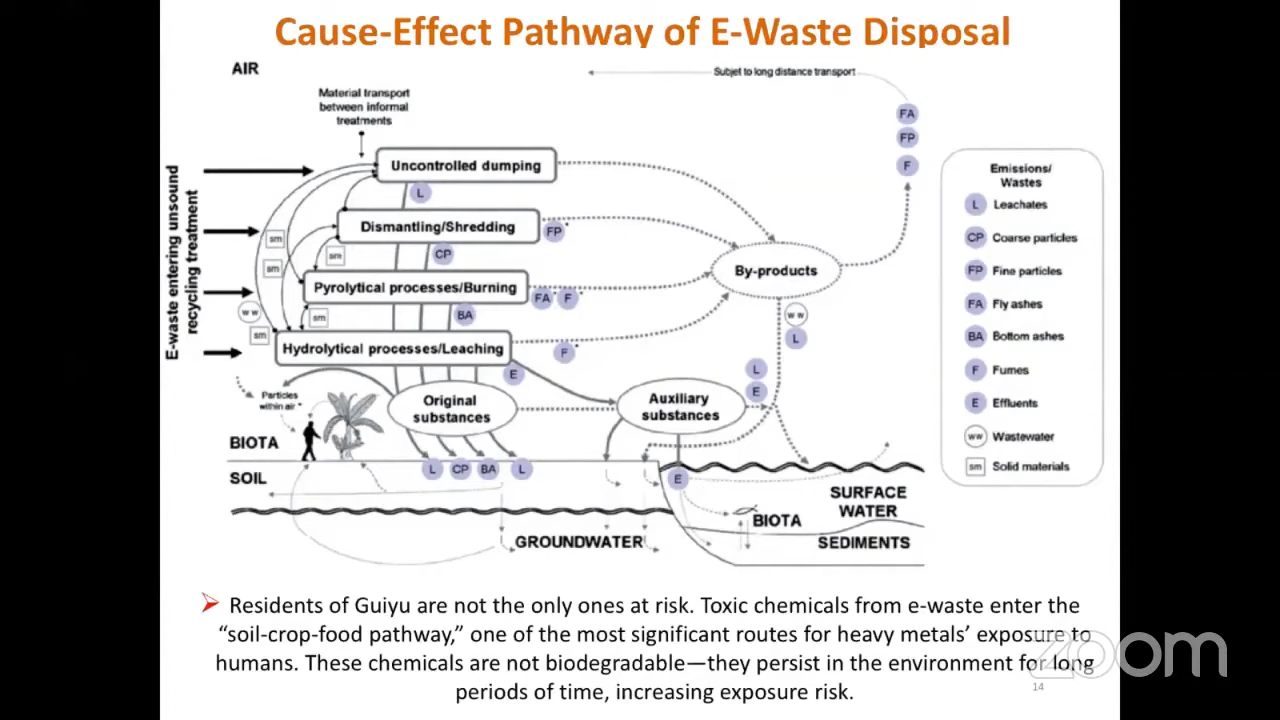 Cause-Effect Pathway of E-Waste Disposal
AIR
Subjet to long distance transport
Material transport
between informal
treatments
FA
FP
F
E-waste entering unsound
recycling treatment
Uncontrolled dumping
L
Dismantling/Shredding
FP*
sm
CP
sm
sm
By-products
Pyrolytical processes/Burning
FA*
F*
ww
BA
sm
sm
ww
L
Hydrolytical processes/Leaching
F*
E
L
E
Particles
within air*
Original
substances
Auxiliary
substances
BIOTA
SOIL
L
CP
BA
L
E
SURFACE
WATER
BIOTA
GROUNDWATER
SEDIMENTS
Emissions/
Wastes
L Leachates
CP Coarse particles
FP Fine particles
FA Fly ashes
BA Bottom ashes
F Fumes
E Effluents
ww Wastewater
sm Solid materials
Residents of Guiyu are not the only ones at risk. Toxic chemicals from e-waste enter the
“soil-crop-food pathway,” one of the most significant routes for heavy metals’ exposure to
humans. These chemicals are not biodegradable—they persist in the environment for long
periods of time, increasing exposure risk.
14
zoom